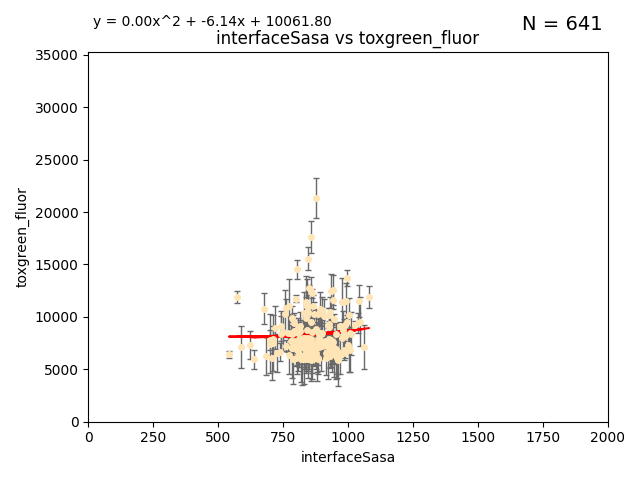 y = 0.00x^2 + -6.14x + 10061.80
N = 641
interfaceSasa vs toxgreen_fluor
toxgreen_fluor
35000
30000
25000
20000
15000
10000
5000
0
0 250 500 750 1000 1250 1500 1750 2000
interfaceSasa